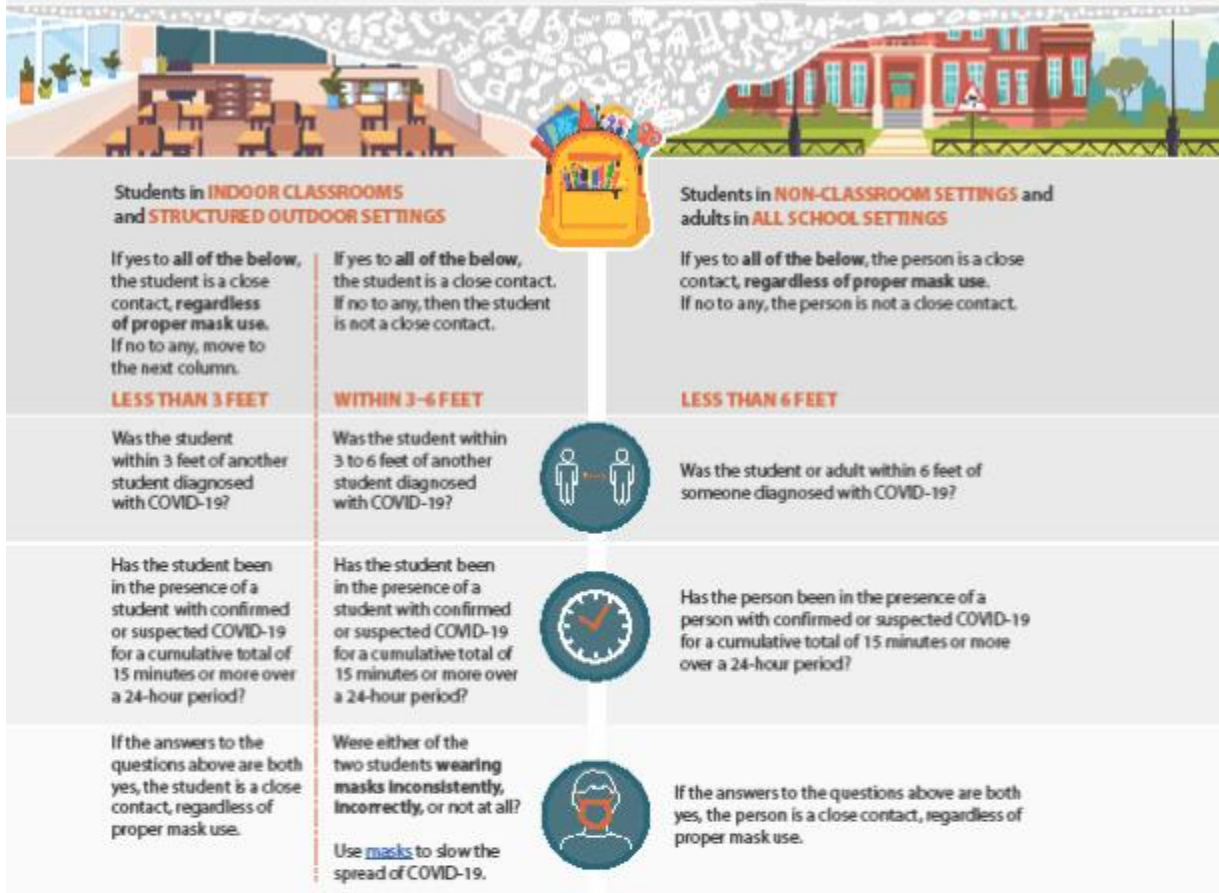 Students in INDOOR CLASSROOMS
and STRUCTURED OUTDOOR SETTINGS
If yes to all of the below,
the student is a close
contact, regardless
of proper mask use.
If no to any, move to
the next column.
LESS THAN 3 FEET
Was the student
within 3 feet of another
student diagnosed
with COVID-19?
Has the student been
in the presence of a
student with confirmed
or suspected COVID-19
for a cumulative total of
15 minutes or more over
a 24-hour period?
If the answers to the
questions above are both
yes, the student is a close
contact, regardless of
proper mask use.
If yes to all of the below,
the student is a close contact.
If no to any, then the student
is not a close contact.
WITHIN 3–6 FEET
Was the student within
3 to 6 feet of another
student diagnosed
with COVID-19?
Has the student been
in the presence of a
student with confirmed
or suspected COVID-19
for a cumulative total of
15 minutes or more over
a 24-hour period?
Were either of the
two students wearing
masks inconsistently,
incorrectly, or not at all?
Use masks to slow the
spread of COVID-19.
Students in NON-CLASSROOM SETTINGS and
adults in ALL SCHOOL SETTINGS
If yes to all of the below, the person is a close
contact, regardless of proper mask use.
If no to any, the person is not a close contact.
LESS THAN 6 FEET
Was the student or adult within 6 feet of
someone diagnosed with COVID-19?
Has the person been in the presence of a
person with confirmed or suspected COVID-19
for a cumulative total of 15 minutes or more
over a 24-hour period?
If the answers to the questions above are both
yes, the person is a close contact, regardless of
proper mask use.